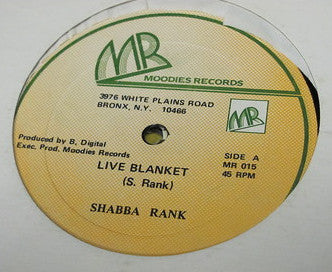 MR
MOODIES RECORDS
3976 WHITE PLAINS ROAD
BRONX, N.Y. 10466
MR
Produced by B, Digital
Exec. Prod. Moodies Records
SIDE A
MR 015
45 RPM
LIVE BLANKET
(S. Rank)
SHABBA RANK